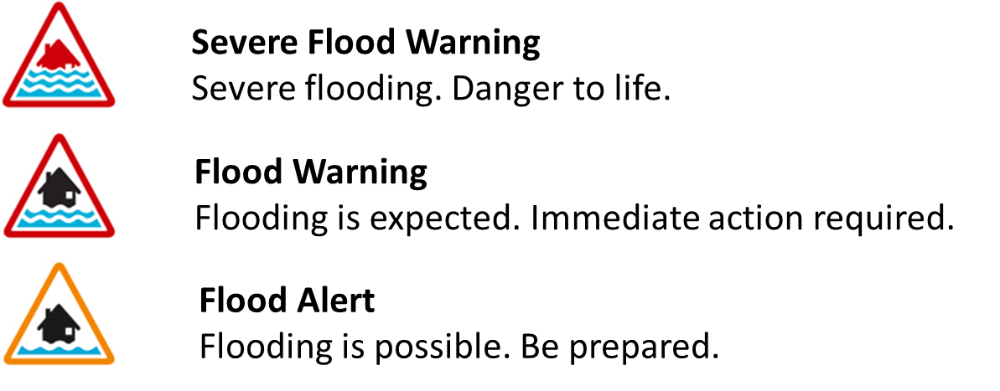 Severe Flood Warning
Severe flooding. Danger to life.
Flood Warning
Flooding is expected. Immediate action required.
Flood Alert
Flooding is possible. Be prepared.